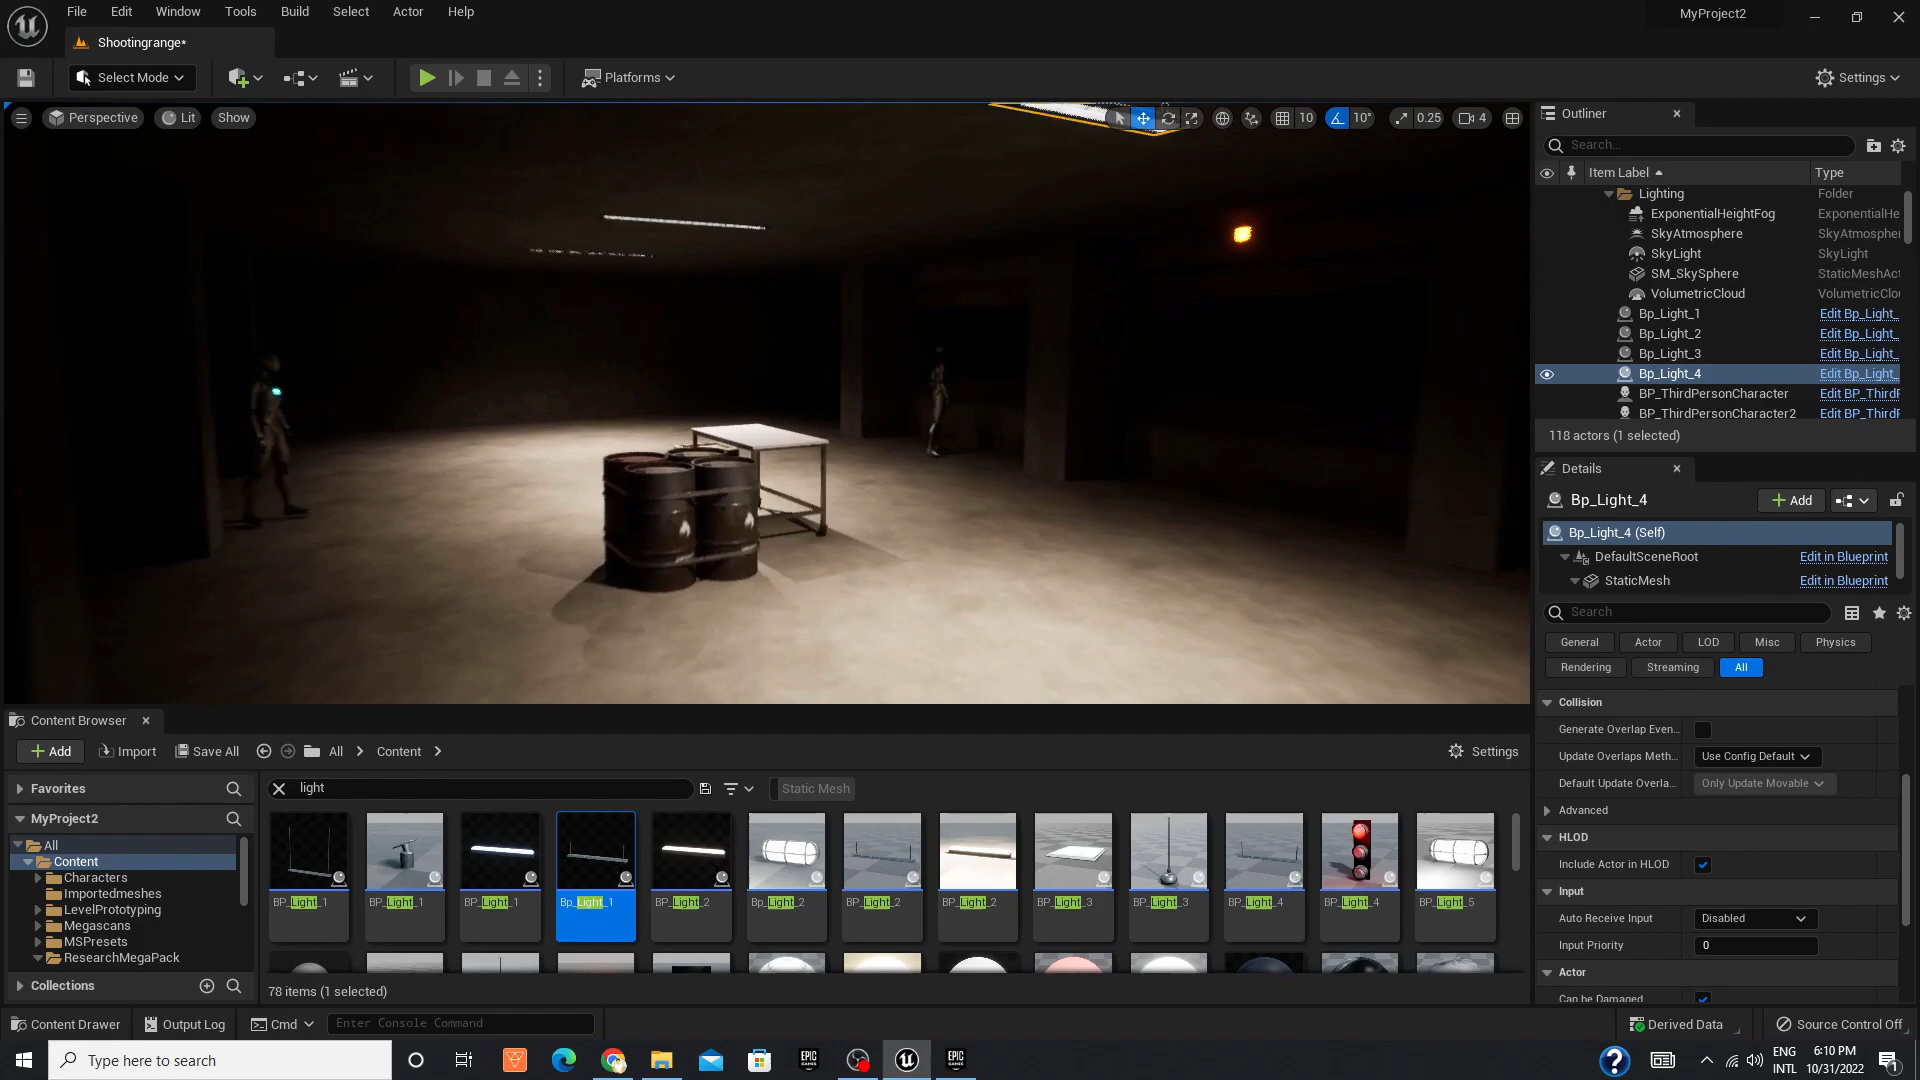 File Edit Window Tools Build Select Actor Help
MyProject2
Shootingrange*
Select Mode
Platforms
Settings
Perspective Lit Show
10 10° 0.25 4
Outliner
Search...
Item Label Type
Lighting Folder
ExponentialHeightFog ExponentialHe
SkyAtmosphere SkyAtmospher
SkyLight SkyLight
SM_SkySphere StaticMeshAct
VolumetricCloud VolumetricClou
Bp_Light_1 Edit Bp_Light_
Bp_Light_2 Edit Bp_Light_
Bp_Light_3 Edit Bp_Light_
Bp_Light_4 Edit Bp_Light_
BP_ThirdPersonCharacter Edit BP_ThirdF
BP_ThirdPersonCharacter2 Edit BP_ThirdF
118 actors (1 selected)
Details
Bp_Light_4
Add
Bp_Light_4 (Self)
DefaultSceneRoot Edit in Blueprint
StaticMesh Edit in Blueprint
Search
General Actor LOD Misc Physics
Rendering Streaming All
Collision
Generate Overlap Even...
Update Overlaps Meth... Use Config Default
Default Update Overla... Only Update Movable
Advanced
HLOD
Include Actor in HLOD
Input
Auto Receive Input Disabled
Input Priority 0
Actor
Can be Damaged
Content Browser
Add Import Save All All Content Settings
Favorites
MyProject2
All
Content
Characters
Importedmeshes
LevelPrototyping
Megascans
MSPresets
ResearchMegaPack
Collections
light
Static Mesh
BP_Light_1 BP_Light_1 BP_Light_1 Bp_Light_1 BP_Light_2 Bp_Light_2 BP_Light_2 BP_Light_2 BP_Light_3 BP_Light_3 BP_Light_4 BP_Light_4 BP_Light_5
78 items (1 selected)
Content Drawer Output Log Cmd Enter Console Command Derived Data Source Control Off
Type here to search
EPIC
GAMES
EPIC
GAMES
ENG
INTL
6:10 PM
10/31/2022
1